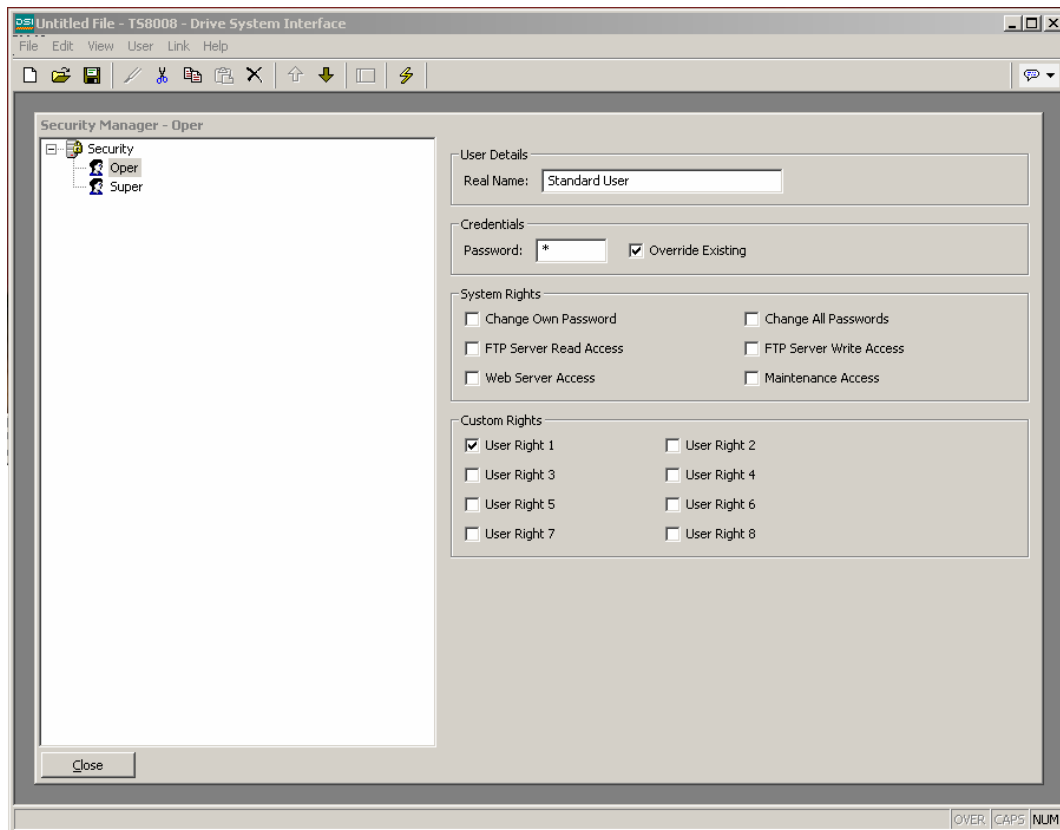 DSI Untitled File - TS8008 - Drive System Interface
File Edit View User Link Help
Security Manager - Oper
Security
Oper
Super
User Details
Real Name: Standard User
Credentials
Password: * Override Existing
System Rights
Change Own Password Change All Passwords
FTP Server Read Access FTP Server Write Access
Web Server Access Maintenance Access
Custom Rights
User Right 1 User Right 2
User Right 3 User Right 4
User Right 5 User Right 6
User Right 7 User Right 8
Close
OVER CAPS NUM